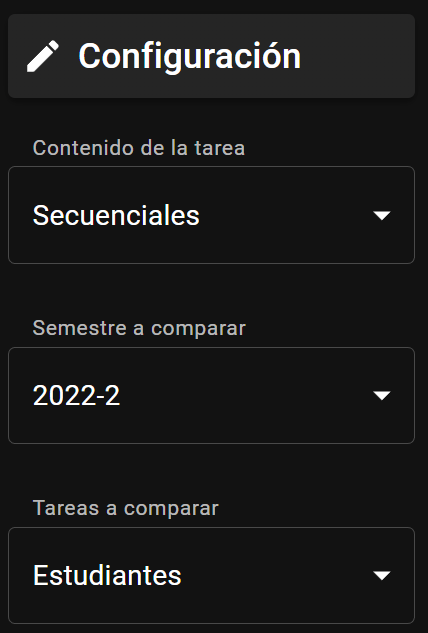 Configuración
Contenido de la tarea
Secuenciales
Semestre a comparar
2022-2
Tareas a comparar
Estudiantes